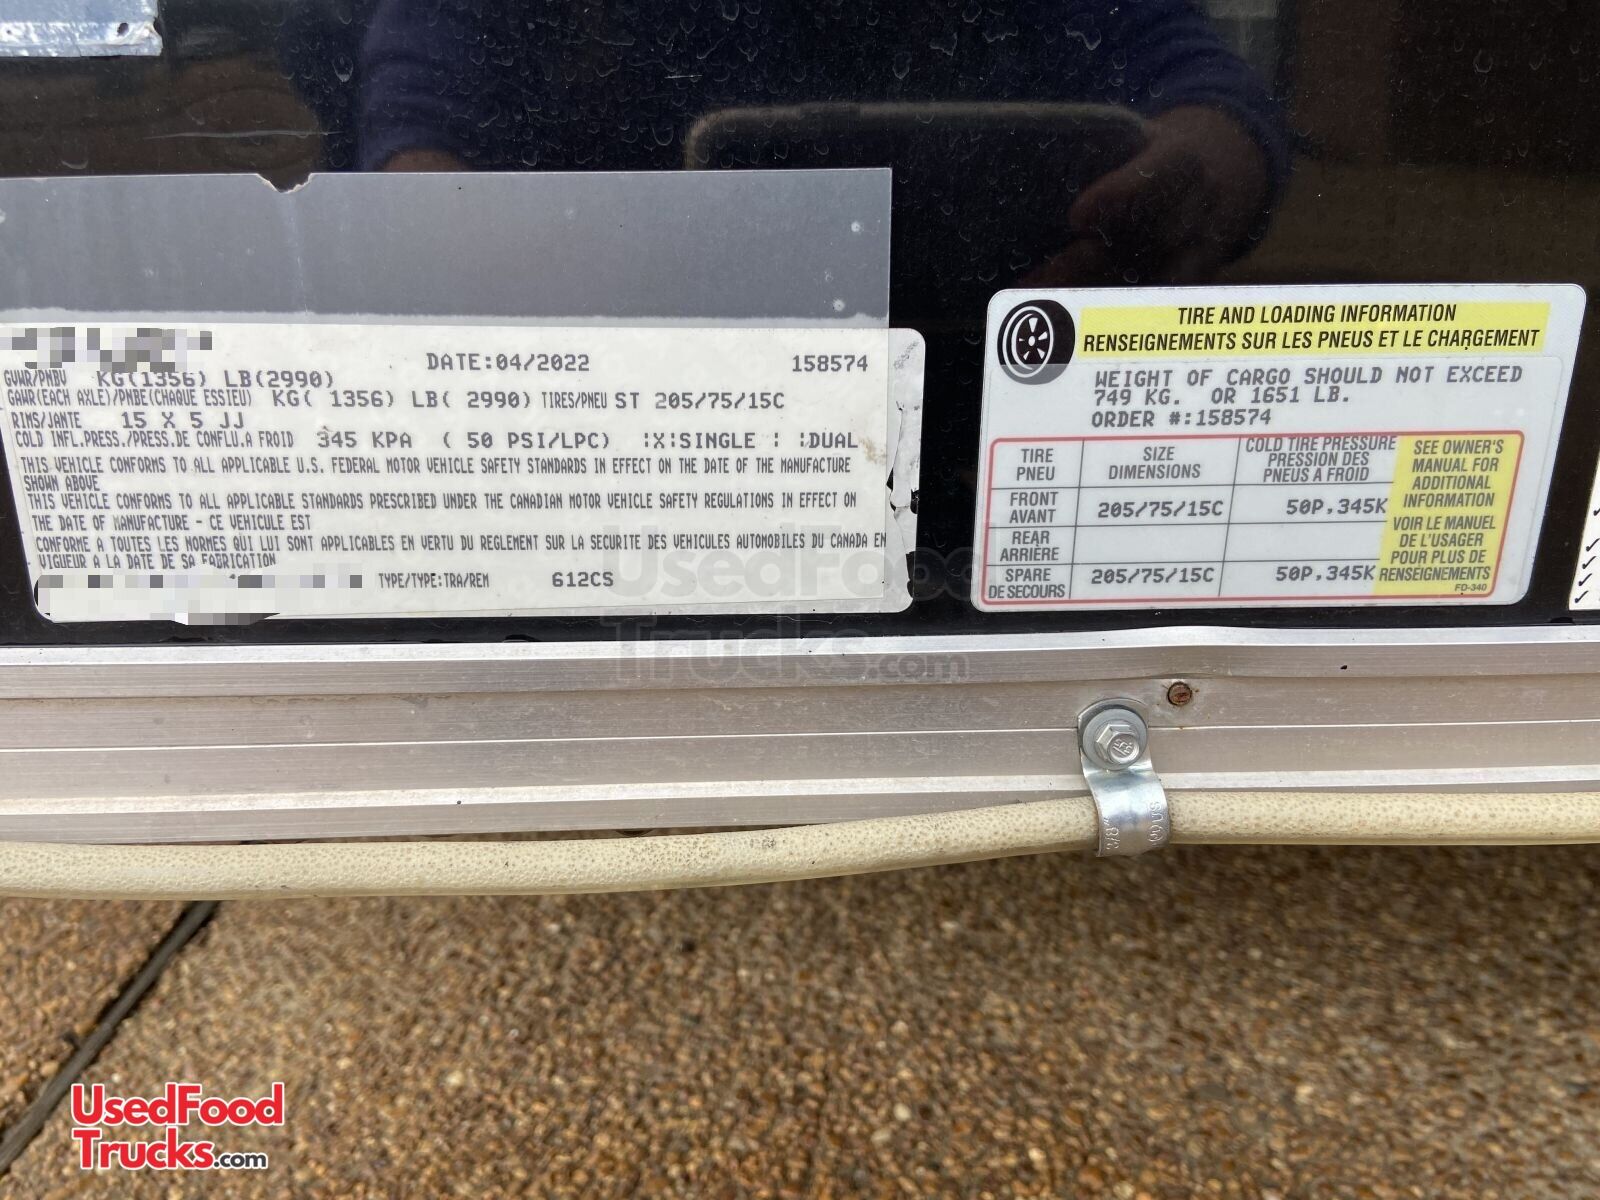 DATE:04/2022 158574
GVWR/PNBV KG(1356) LB(2990)
GAWR(EACH AXLE)/PNBE(CHAQUE ESSIEU) KG( 1356) LB( 2990) TIRES/PNEU ST 205/75/15C
RIMS/JANTE 15 X 5 JJ
COLD INFL.PRESS./PRESS.DE CONFLU.A FROID 345 KPA ( 50 PSI/LPC) :X:SINGLE : :DUAL
THIS VEHICLE CONFORMS TO ALL APPLICABLE U.S. FEDERAL MOTOR VEHICLE SAFETY STANDARDS IN EFFECT ON THE DATE OF THE MANUFACTURE
SHOWN ABOVE
THIS VEHICLE CONFORMS TO ALL APPLICABLE STANDARDS PRESCRIBED UNDER THE CANADIAN MOTOR VEHICLE SAFETY REGULATIONS IN EFFECT ON
THE DATE OF MANUFACTURE - CE VEHICULE EST
CONFORME A TOUTES LES NORMES QUI LUI SONT APPLICABLES EN VERTU DU REGLEMENT SUR LA SECURITE DES VEHICULES AUTOMOBILES DU CANADA EN
VIGUEUR A LA DATE DE SA FABRICATION
TYPE/TYPE:TRA/REM 612CS
TIRE AND LOADING INFORMATION
RENSEIGNEMENTS SUR LES PNEUS ET LE CHARGEMENT
WEIGHT OF CARGO SHOULD NOT EXCEED
749 KG. OR 1651 LB.
ORDER #:158574
TIRE
PNEU
SIZE
DIMENSIONS
COLD TIRE PRESSURE
PRESSION DES
PNEUS A FROID
FRONT
AVANT
205/75/15C
50P,345K
REAR
ARRIÈRE
SPARE
DE SECOURS
205/75/15C
50P,345K
SEE OWNER'S
MANUAL FOR
ADDITIONAL
INFORMATION
VOIR LE MANUEL
DE L'USAGER
POUR PLUS DE
RENSEIGNEMENTS
FD-340
UsedFood
Trucks.com
3/8"
UsedFood
Trucks.com